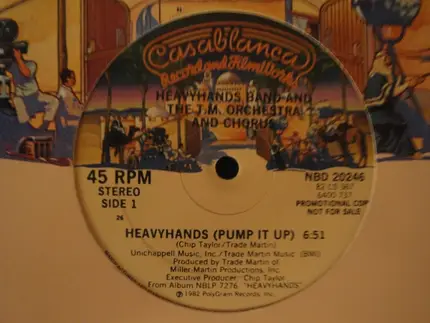 Casablanca
Record and FilmWorks
HEAVYHANDS BAND AND
THE T.M. ORCHESTRA
AND CHORUS
45 RPM
STEREO
SIDE 1
26
NBD 20246
PROMOTIONAL COPY
NOT FOR SALE
HEAVYHANDS (PUMP IT UP) 6:51
(Chip Taylor/Trade Martin)
Unichappell Music, Inc./Trade Martin Music (BMI)
Produced by Trade Martin of
Miller-Martin Productions, Inc.
Executive Producer: Chip Taylor
From Album NBLP 7276 "HEAVYHANDS"
℗ 1982 PolyGram Records, Inc.